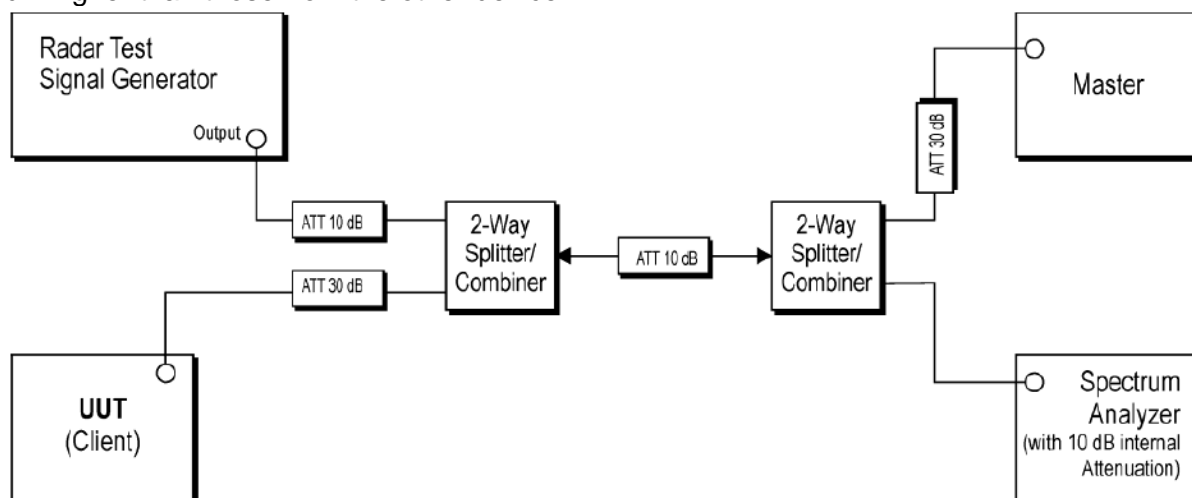 Radar Test
Signal Generator
Output
ATT 10 dB
ATT 30 dB
2-Way
Splitter/
Combiner
ATT 10 dB
2-Way
Splitter/
Combiner
ATT 30 dB
Master
UUT
(Client)
Spectrum
Analyzer
(with 10 dB internal
Attenuation)